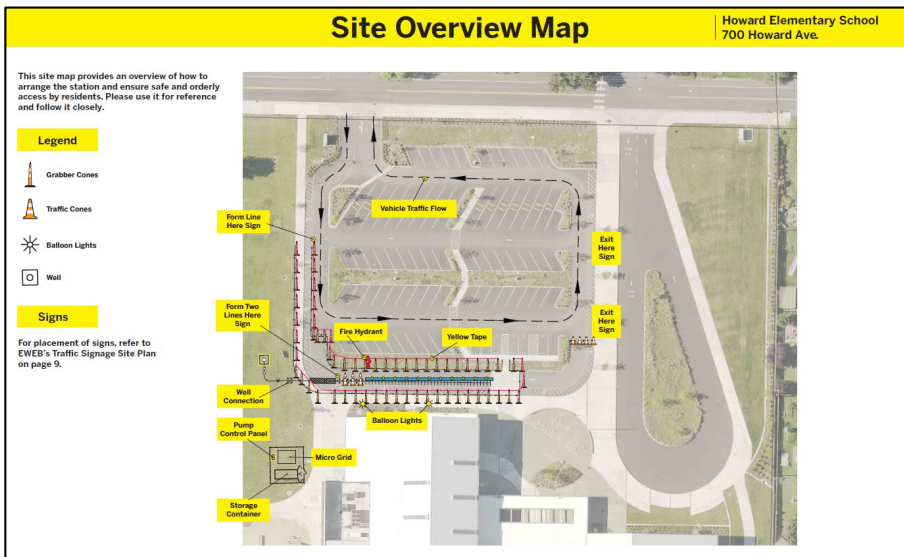 Site Overview Map
Howard Elementary School
700 Howard Ave.
This site map provides an overview of how to
arrange the station and ensure safe and orderly
access by residents. Please use it for reference
and follow it closely.
Legend
Grabber Cones
Traffic Cones
Balloon Lights
Well
Signs
For placement of signs, refer to
EWEB's Traffic Signage Site Plan
on page 9.
Vehicle Traffic Flow
Form Line
Here Sign
Exit
Here
Sign
Form Two
Lines Here
Sign
Fire Hydrant
Yellow Tape
Exit
Here
Sign
Well
Connection
Balloon Lights
Pump
Control Panel
Micro Grid
Storage
Container